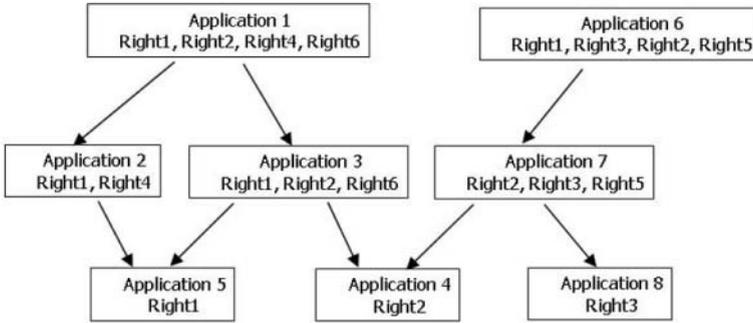 Application 1
Right1, Right2, Right4, Right6
Application 6
Right1, Right3, Right2, Right5
Application 2
Right1, Right4
Application 3
Right1, Right2, Right6
Application 7
Right2, Right3, Right5
Application 5
Right1
Application 4
Right2
Application 8
Right3